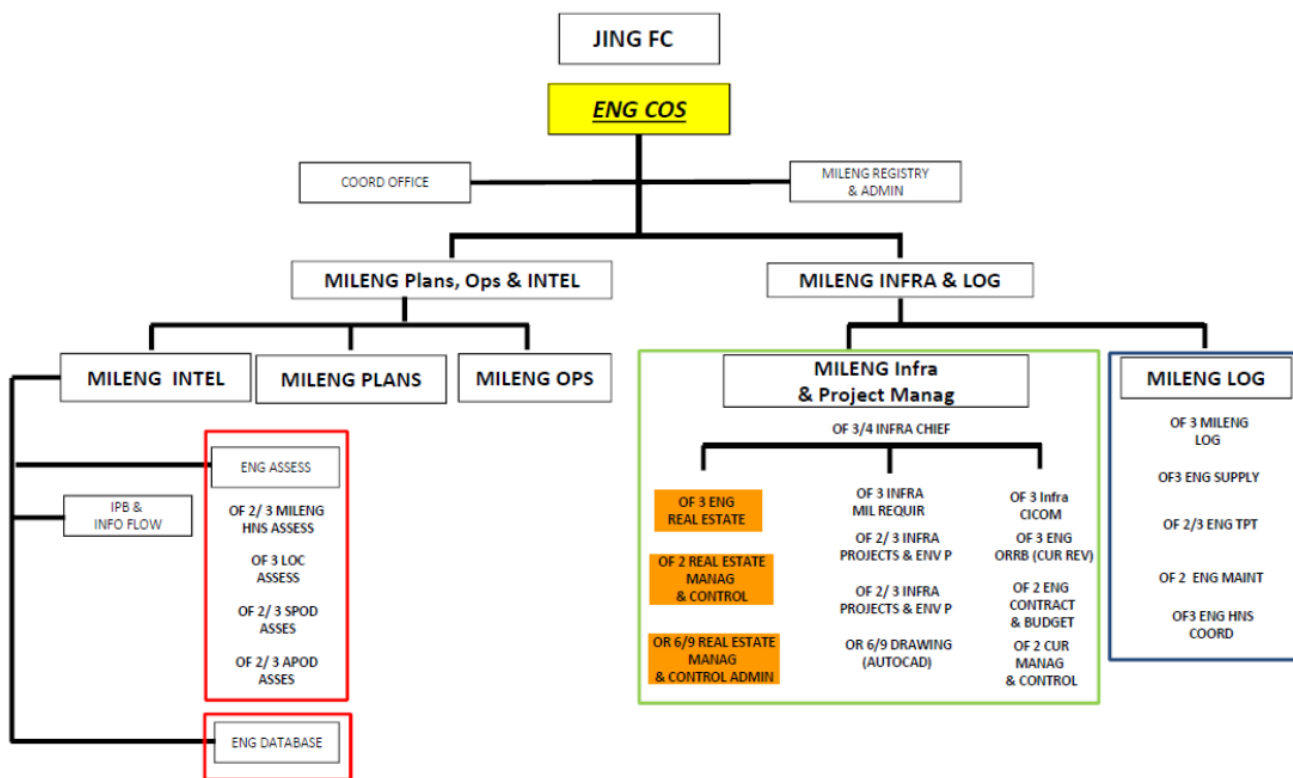 JING FC
ENG COS
COORD OFFICE
MILENG REGISTRY
& ADMIN
MILENG Plans, Ops & INTEL
MILENG INFRA & LOG
MILENG INTEL
MILENG PLANS
MILENG OPS
MILENG Infra
& Project Manag
MILENG LOG
ENG ASSESS
IPB &
INFO FLOW
OF 2/ 3 MILENG
HNS ASSESS
OF 3 LOC
ASSESS
OF 2/ 3 SPOD
ASSES
OF 2/ 3 APOD
ASSES
ENG DATABASE
OF 3/4 INFRA CHIEF
OF 3 ENG
REAL ESTATE
OF 2 REAL ESTATE
MANAG
& CONTROL
OR 6/9 REAL ESTATE
MANAG
& CONTROL ADMIN
OF 3 INFRA
MIL REQUIR
OF 2/ 3 INFRA
PROJECTS & ENV P
OF 2/ 3 INFRA
PROJECTS & ENV P
OR 6/9 DRAWING
(AUTOCAD)
OF 3 Infra
CICOM
OF 3 ENG
ORRB (CUR REV)
OF 2 ENG
CONTRACT
& BUDGET
OF 2 CUR
MANAG
& CONTROL
OF 3 MILENG
LOG
OF3 ENG SUPPLY
OF 2/3 ENG TPT
OF 2 ENG MAINT
OF3 ENG HNS
COORD